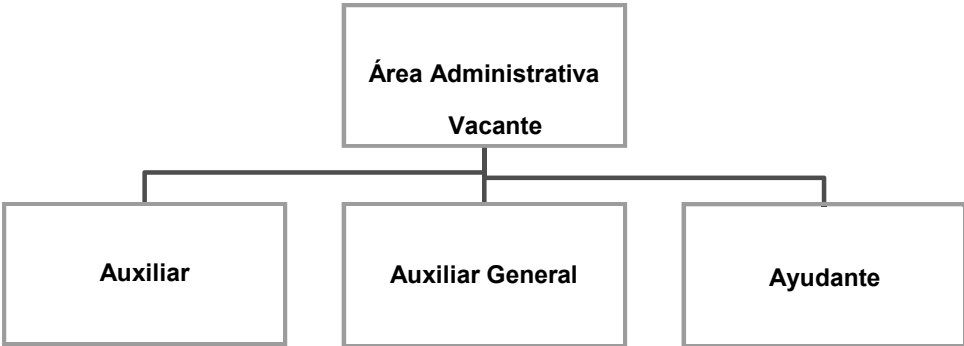 Área Administrativa
Vacante
Auxiliar
Auxiliar General
Ayudante